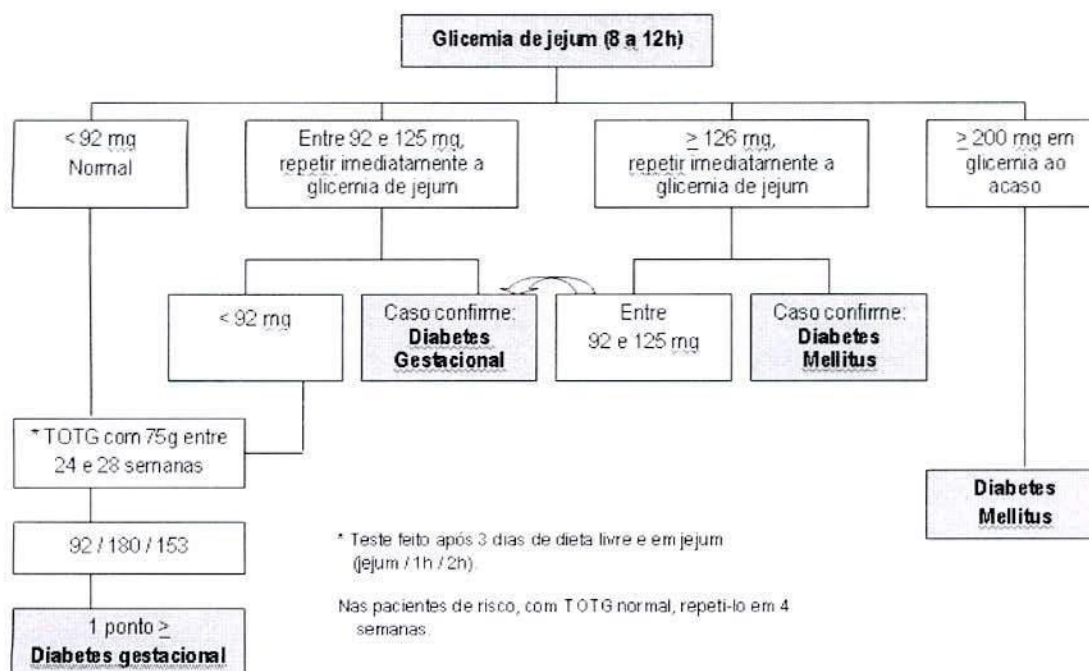 Glicemia de jejum (8 a 12h)
< 92 mg
Normal
Entre 92 e 125 mg,
repetir imediatamente a
glicemia de jejum
≥ 126 mg,
repetir imediatamente a
glicemia de jejum
≥ 200 mg em
glicemia ao
acaso
< 92 mg
Caso confirme:
Diabetes
Gestacional
Entre
92 e 125 mg
Caso confirme:
Diabetes
Mellitus
* TOTG com 75g entre
24 e 28 semanas
Diabetes
Mellitus
92 / 180 / 153
* Teste feito após 3 dias de dieta livre e em jejum
(jejum / 1h / 2h).
Nas pacientes de risco, com TOTG normal, repeti-lo em 4
semanas.
1 ponto ≥
Diabetes gestacional